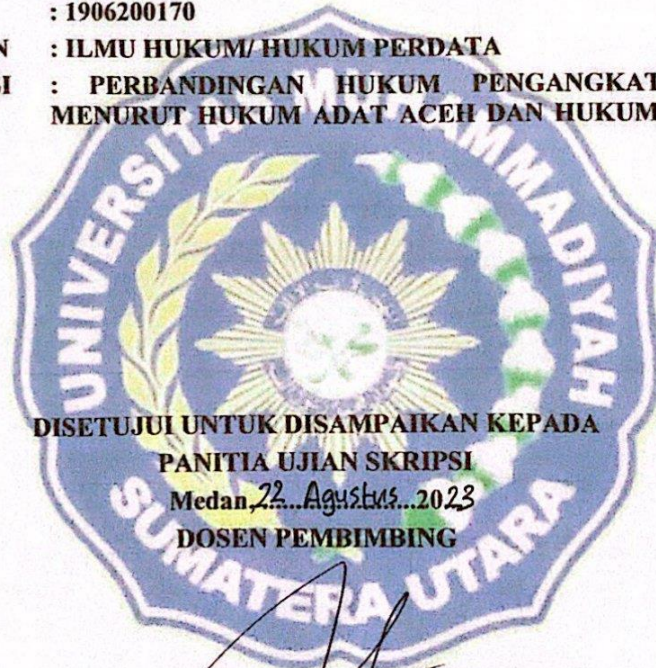 : 1906200170
N : ILMU HUKUM/ HUKUM PERDATA
SI : PERBANDINGAN HUKUM PENGANGKAT
MENURUT HUKUM ADAT ACEH DAN HUKUM
UNIVERSITAS MUHAMMADIYAH
DISETUJUI UNTUK DISAMPAIKAN KEPADA
PANITIA UJIAN SKRIPSI
Medan, 22 Agustus 2023
DOSEN PEMBIMBING
SUMATERA UTARA